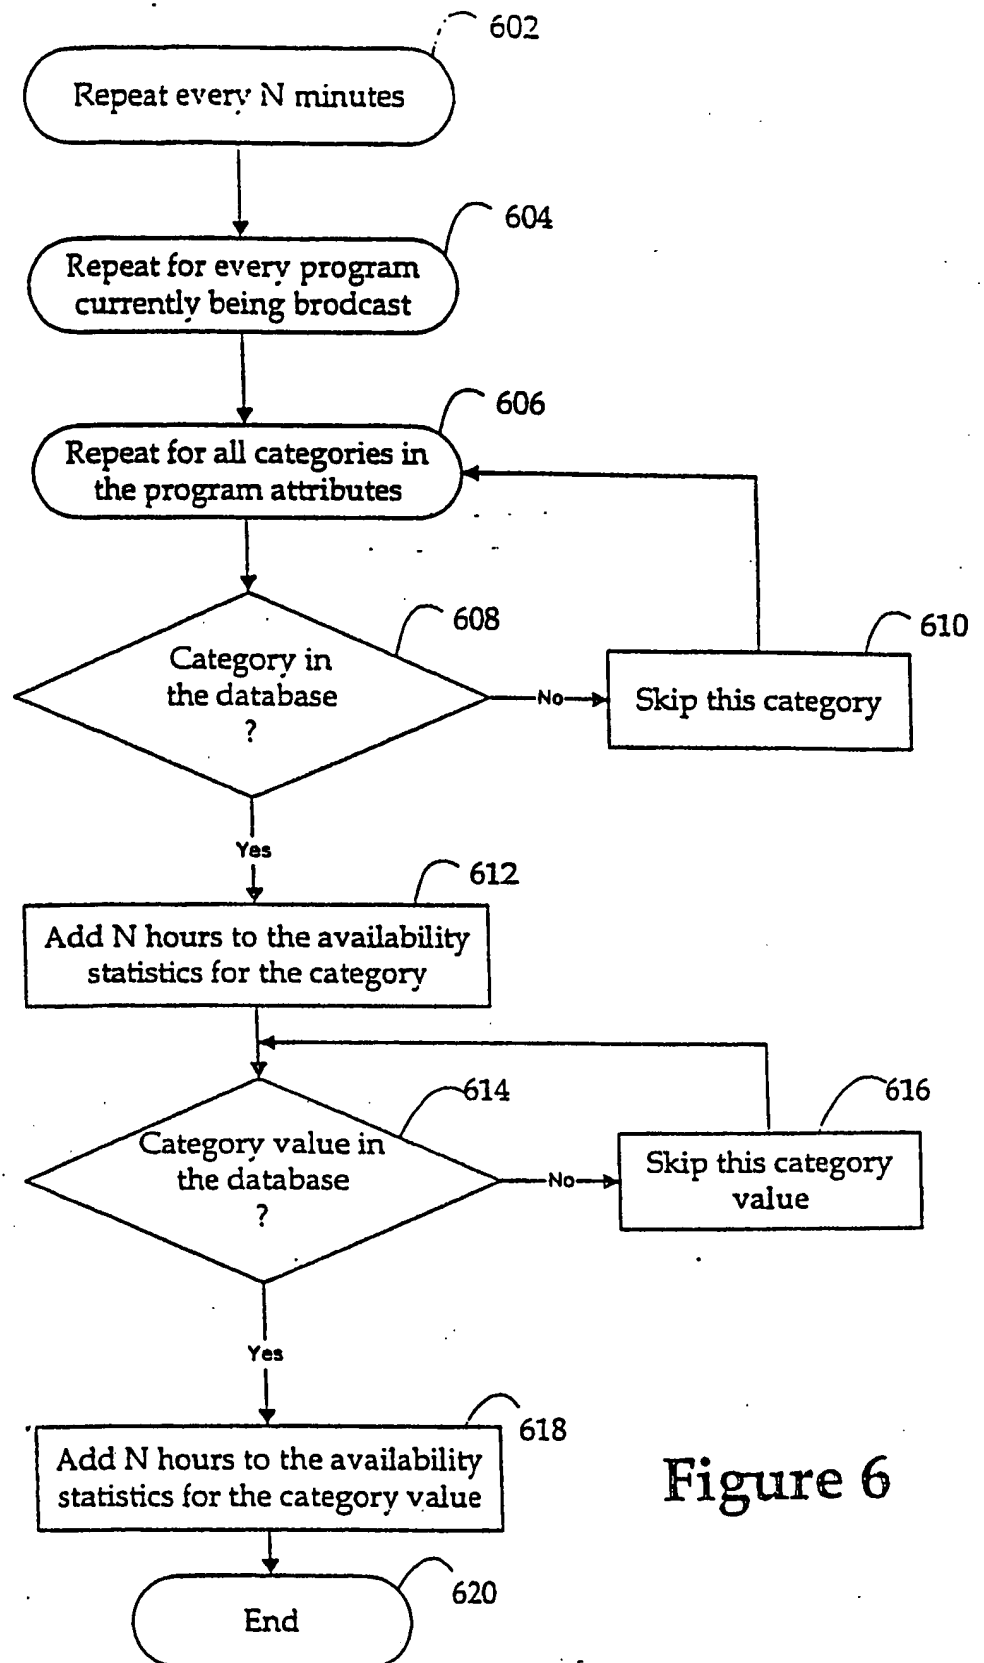 602
Repeat every N minutes
604
Repeat for every program
currently being brodcast
606
Repeat for all categories in
the program attributes
608
Category in
the database
?
No
610
Skip this category
Yes
612
Add N hours to the availability
statistics for the category
614
Category value in
the database
?
No
616
Skip this category
value
Yes
618
Add N hours to the availability
statistics for the category value
Figure 6
620
End